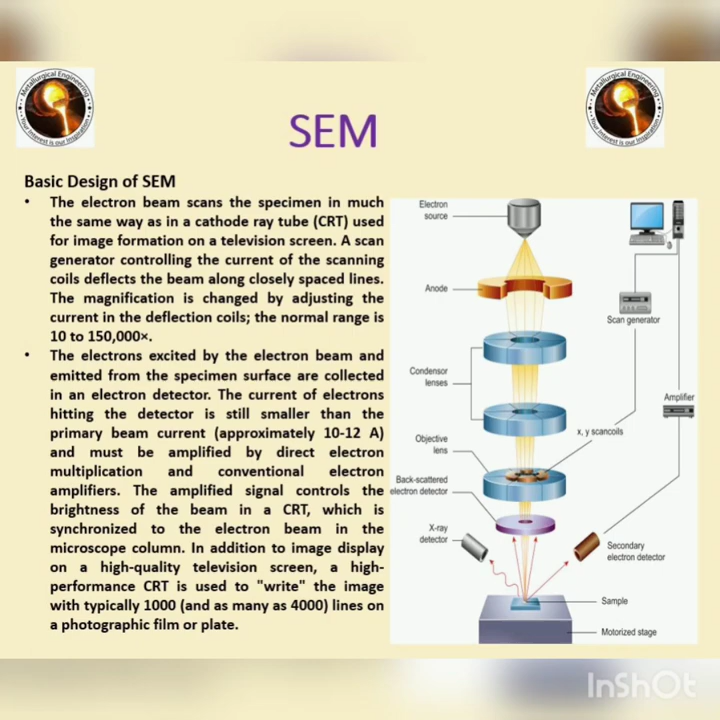 Metallurgical Engineering
Your interest is our Inspiration
Metallurgical Engineering
Your interest is our Inspiration
SEM
Basic Design of SEM
• The electron beam scans the specimen in much
the same way as in a cathode ray tube (CRT) used
for image formation on a television screen. A scan
generator controlling the current of the scanning
coils deflects the beam along closely spaced lines.
The magnification is changed by adjusting the
current in the deflection coils; the normal range is
10 to 150,000×.
• The electrons excited by the electron beam and
emitted from the specimen surface are collected
in an electron detector. The current of electrons
hitting the detector is still smaller than the
primary beam current (approximately 10-12 A)
and must be amplified by direct electron
multiplication and conventional electron
amplifiers. The amplified signal controls the
brightness of the beam in a CRT, which is
synchronized to the electron beam in the
microscope column. In addition to image display
on a high-quality television screen, a high-
performance CRT is used to "write" the image
with typically 1000 (and as many as 4000) lines on
a photographic film or plate.
Electron
source
Anode
Scan generator
Condensor
lenses
Amplifier
x, y scancoils
Objective
lens
Back-scattered
electron detector
X-ray
detector
Secondary
electron detector
Sample
Motorized stage
InShOt